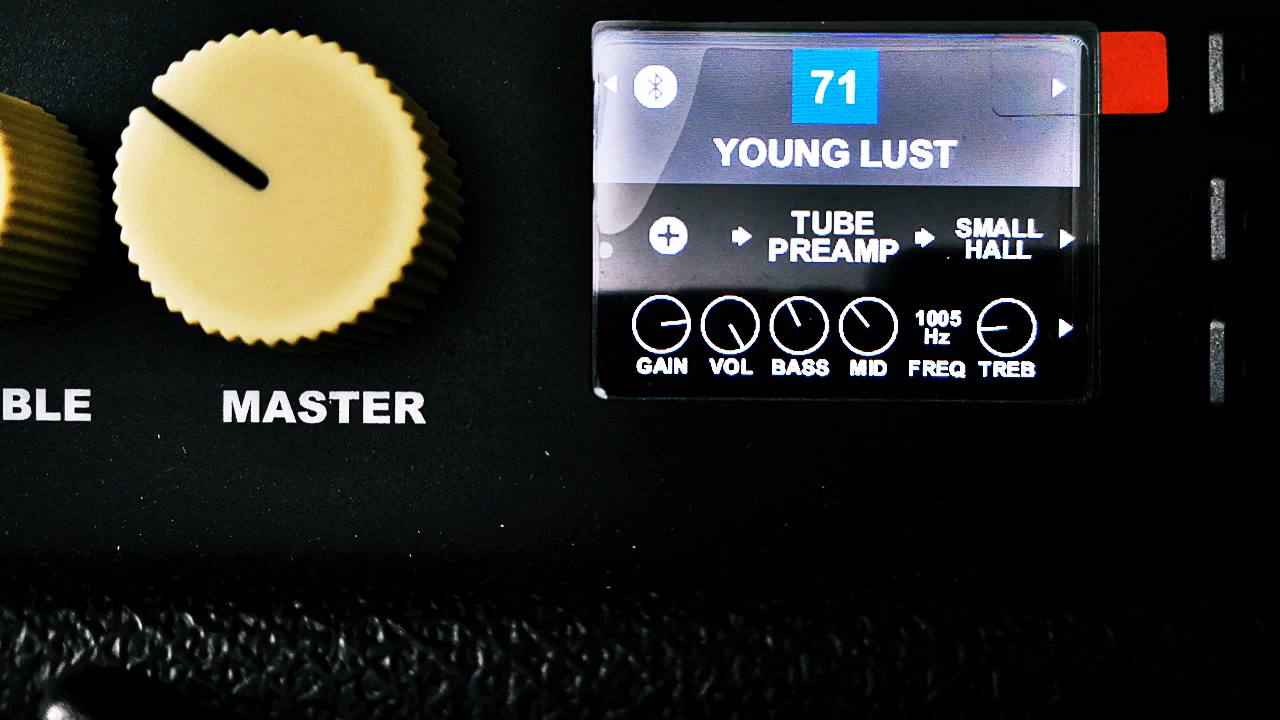 71
YOUNG LUST
TUBE
PREAMP
SMALL
HALL
1005
Hz
GAIN VOL BASS MID FREQ TREB
BLE
MASTER